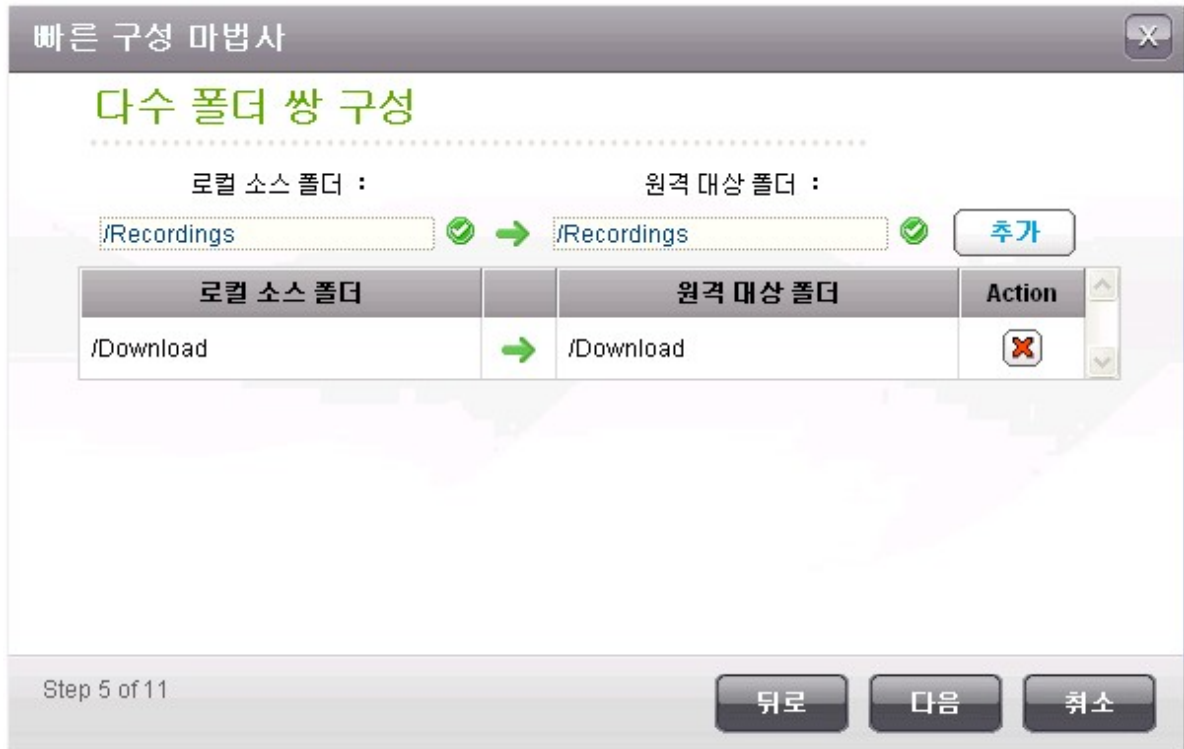 빠른 구성 마법사 X
다수 폴더 쌍 구성
로컬 소스 폴더 : 원격 대상 폴더 :
/Recordings /Recordings 추가
로컬 소스 폴더 원격 대상 폴더 Action
/Download /Download
Step 5 of 11 뒤로 다음 취소